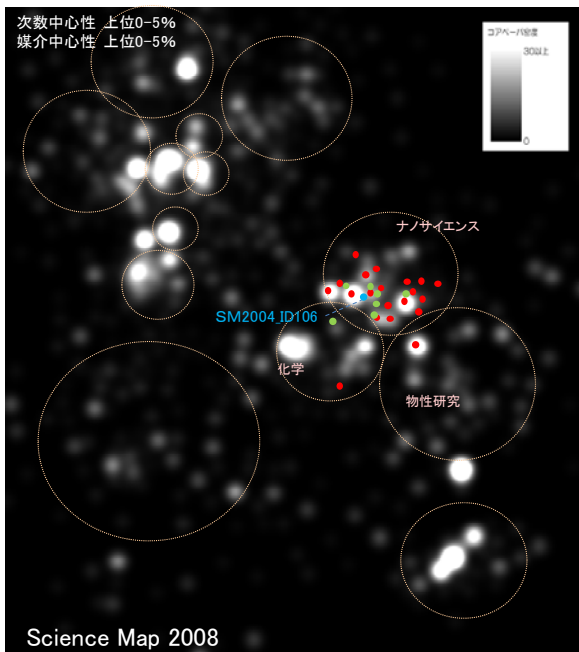 次数中心性 上位0-5%
媒介中心性 上位0-5%
コアペーパ密度
30以上
0
ナノサイエンス
SM2004_ID106
化学
物性研究
Science Map 2008